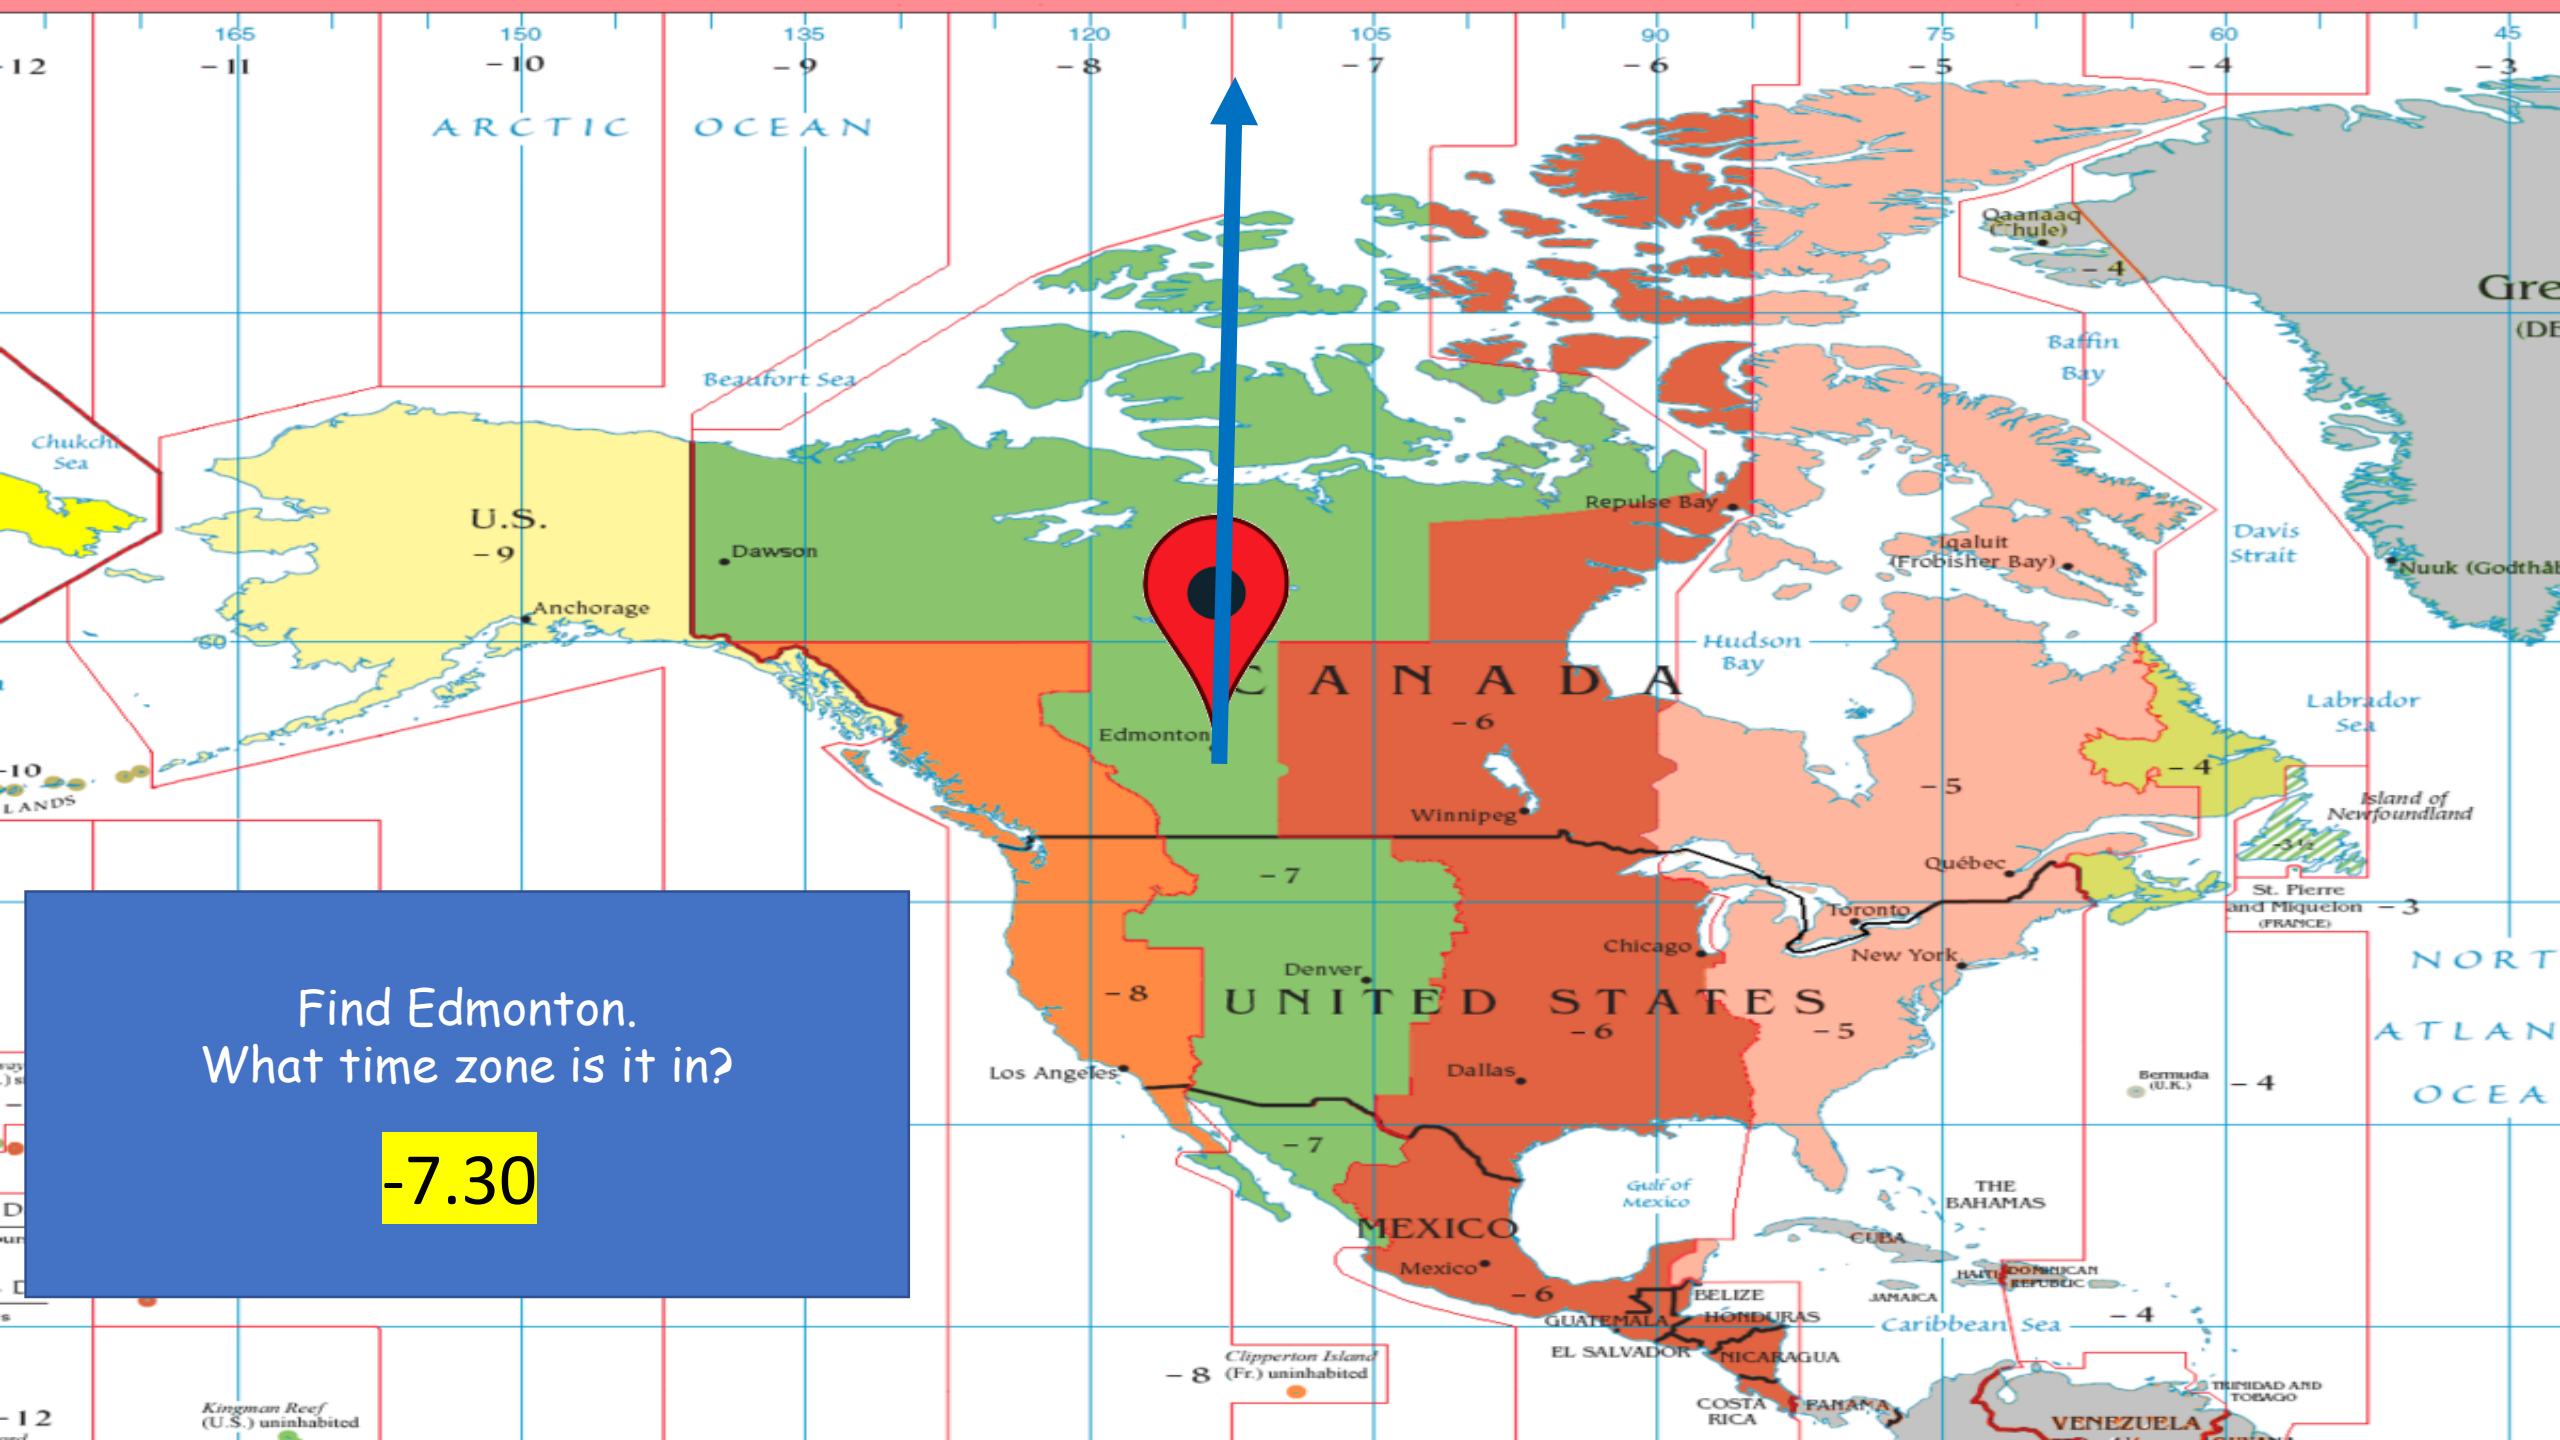 165 150 135 120 105 90 75 60 45
-12 -11 -10 -9 -8 -7 -6 -5 -4 -3
ARCTIC OCEAN
Qaanaaq
-4
Gre
(DE
Baffin
Bay
Beaufort Sea
Chukchi
Sea
U.S.
-9
Dawson
Repulse Bay
Iqaluit
(Frobisher Bay)
Davis
Strait
Nuuk (Godthåb
Anchorage
60
Hudson
Bay
CANADA
-6
Labrador
Sea
Edmonton
-10
LANDS
-4
-5
Island of
Newfoundland
Winnipeg
-3½
Québec
-7
St. Pierre
and Miquelon
(FRANCE)
-3
Toronto
Chicago
New York
NORT
Denver
-8
UNITED STATES
-6
-5
ATLAN
Find Edmonton.
What time zone is it in?
-7.30
Los Angeles
Dallas
Bermuda
(U.K.)
-4
OCEA
-7
Gulf of
Mexico
THE
BAHAMAS
MEXICO
CUBA
Mexico
HAITI
DOMINICAN
REPUBLIC
-6
BELIZE
JAMAICA
GUATEMALA
HONDURAS
Caribbean Sea
-4
EL SALVADOR
NICARAGUA
-8
Clipperton Island
(Fr.) uninhabited
TRINIDAD AND
TOBAGO
COSTA
RICA
PANAMA
Kingman Reef
(U.S.) uninhabited
-12
VENEZUELA